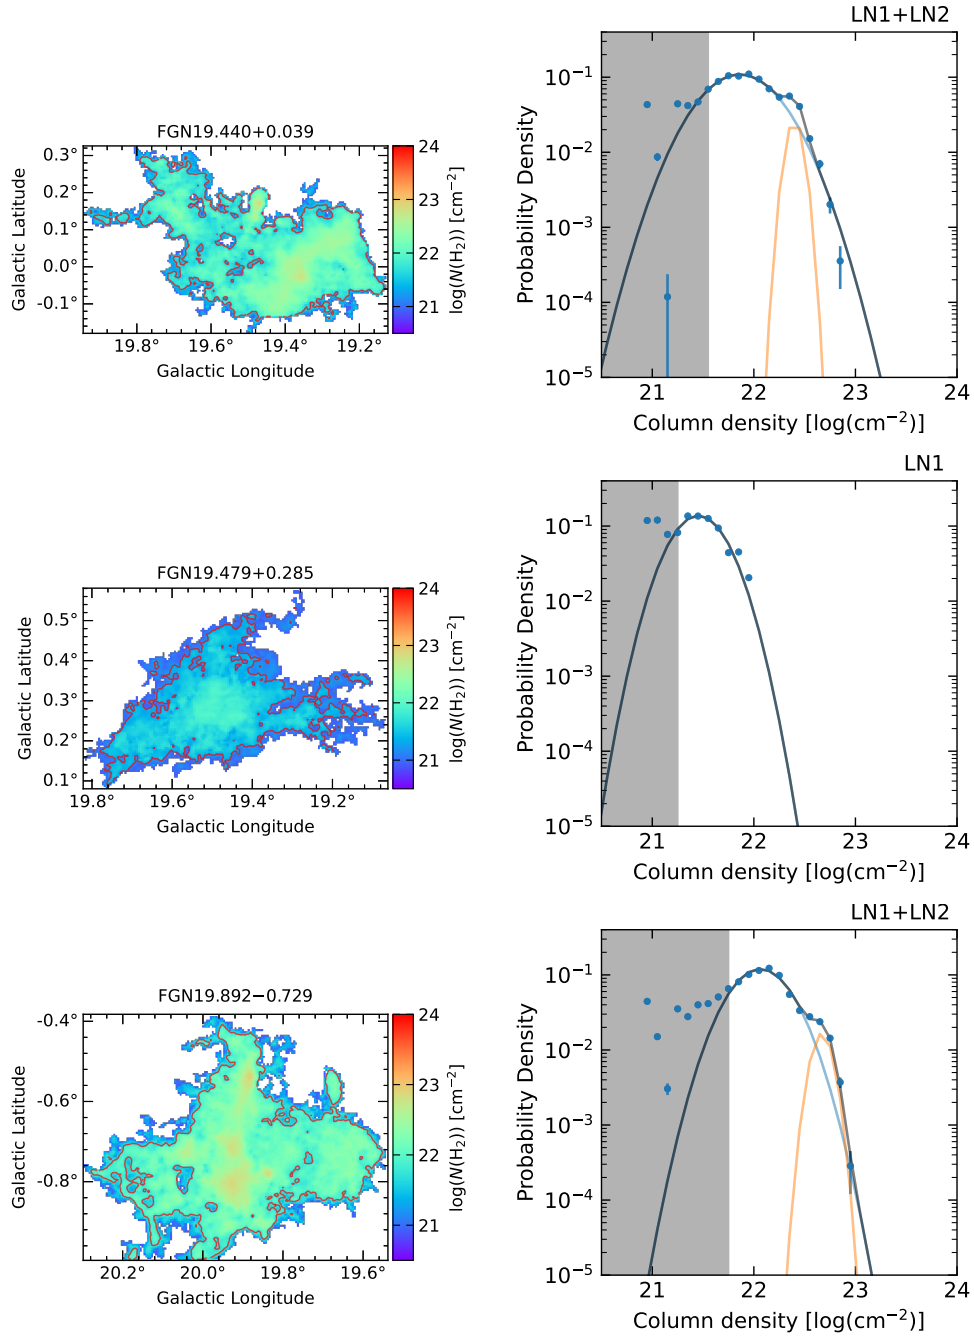 LN1+LN2
FGN19.440+0.039
0.3°
0.2°
0.1°
0.0°
-0.1°
Galactic Latitude
19.8° 19.6° 19.4° 19.2°
Galactic Longitude
24
23
22
21
log(N(H₂)) [cm⁻²]
10⁻¹
10⁻²
10⁻³
10⁻⁴
10⁻⁵
Probability Density
21 22 23 24
Column density [log(cm⁻²)]
LN1
FGN19.479+0.285
0.5°
0.4°
0.3°
0.2°
0.1°
Galactic Latitude
19.8° 19.6° 19.4° 19.2°
Galactic Longitude
24
23
22
21
log(N(H₂)) [cm⁻²]
10⁻¹
10⁻²
10⁻³
10⁻⁴
10⁻⁵
Probability Density
21 22 23 24
Column density [log(cm⁻²)]
LN1+LN2
FGN19.892−0.729
-0.4°
-0.6°
-0.8°
Galactic Latitude
20.2° 20.0° 19.8° 19.6°
Galactic Longitude
24
23
22
21
log(N(H₂)) [cm⁻²]
10⁻¹
10⁻²
10⁻³
10⁻⁴
10⁻⁵
Probability Density
21 22 23 24
Column density [log(cm⁻²)]